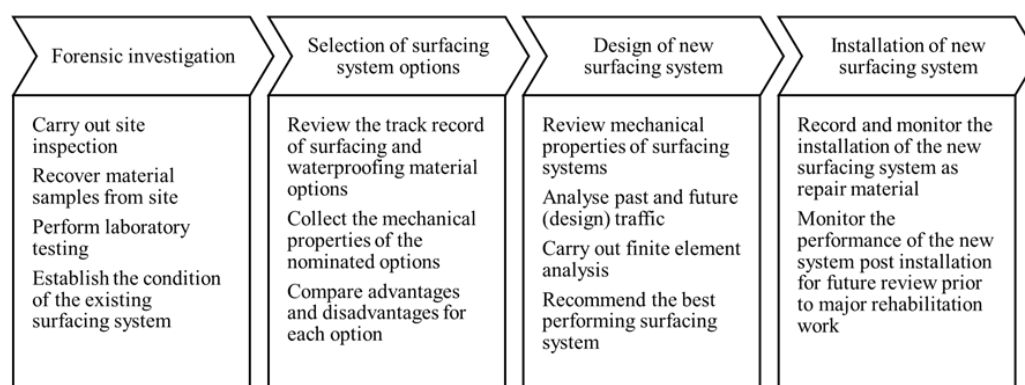 Forensic investigation
Carry out site
inspection
Recover material
samples from site
Perform laboratory
testing
Establish the condition
of the existing
surfacing system
Selection of surfacing
system options
Review the track record
of surfacing and
waterproofing material
options
Collect the mechanical
properties of the
nominated options
Compare advantages
and disadvantages for
each option
Design of new
surfacing system
Review mechanical
properties of surfacing
systems
Analyse past and future
(design) traffic
Carry out finite element
analysis
Recommend the best
performing surfacing
system
Installation of new
surfacing system
Record and monitor the
installation of the new
surfacing system as
repair material
Monitor the
performance of the new
system post installation
for future review prior
to major rehabilitation
work